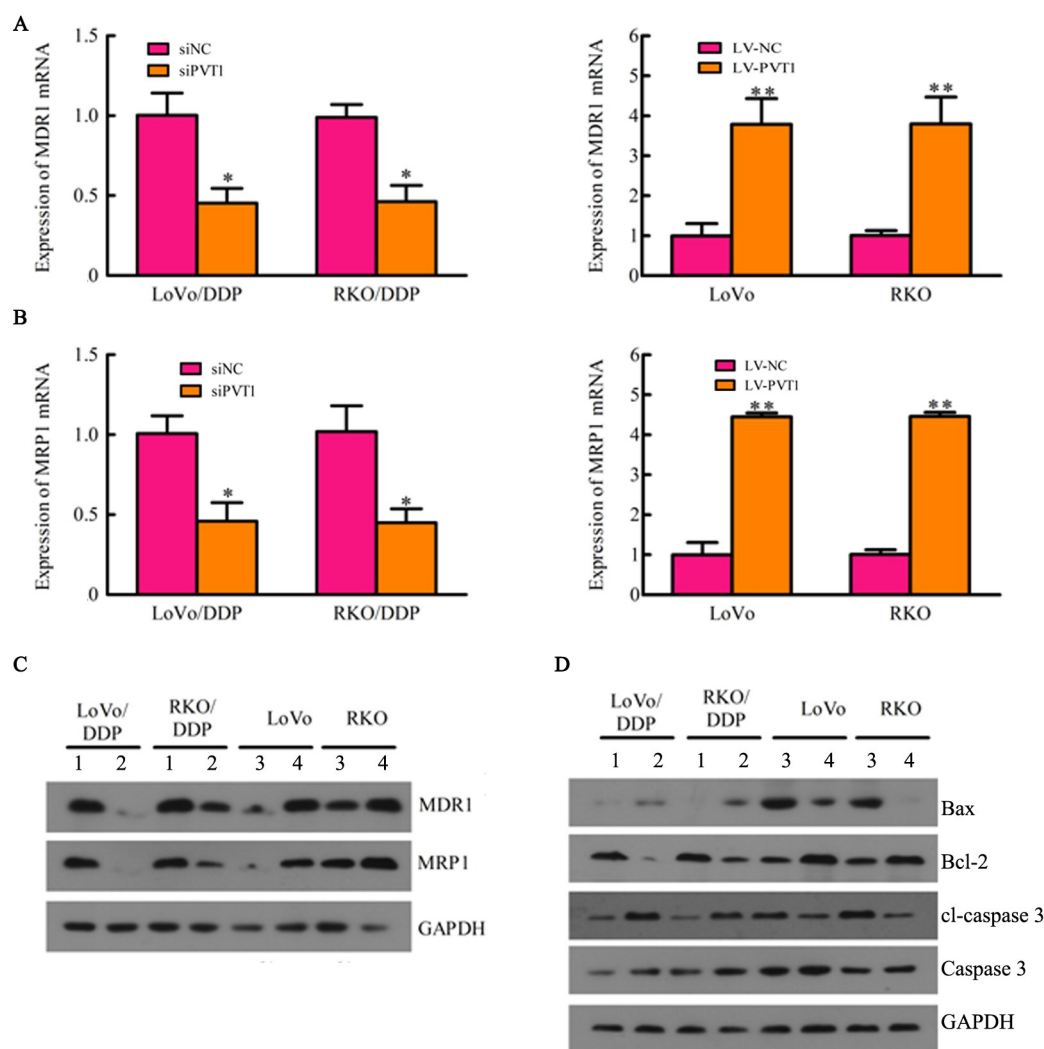 A
Expression of MDR1 mRNA
1.5
1.0
0.5
0
siNC
siPVT1
*
*
LoVo/DDP
RKO/DDP
Expression of MDR1 mRNA
6
5
4
3
2
1
0
LV-NC
LV-PVT1
**
**
LoVo
RKO
B
Expression of MRP1 mRNA
1.5
1.0
0.5
0
siNC
siPVT1
*
*
LoVo/DDP
RKO/DDP
Expression of MRP1 mRNA
6
5
4
3
2
1
0
LV-NC
LV-PVT1
**
**
LoVo
RKO
C
LoVo/
DDP
RKO/
DDP
LoVo
RKO
1 2 1 2 3 4 3 4
MDR1
MRP1
GAPDH
D
LoVo/
DDP
RKO/
DDP
LoVo
RKO
1 2 1 2 3 4 3 4
Bax
Bcl-2
cl-caspase 3
Caspase 3
GAPDH